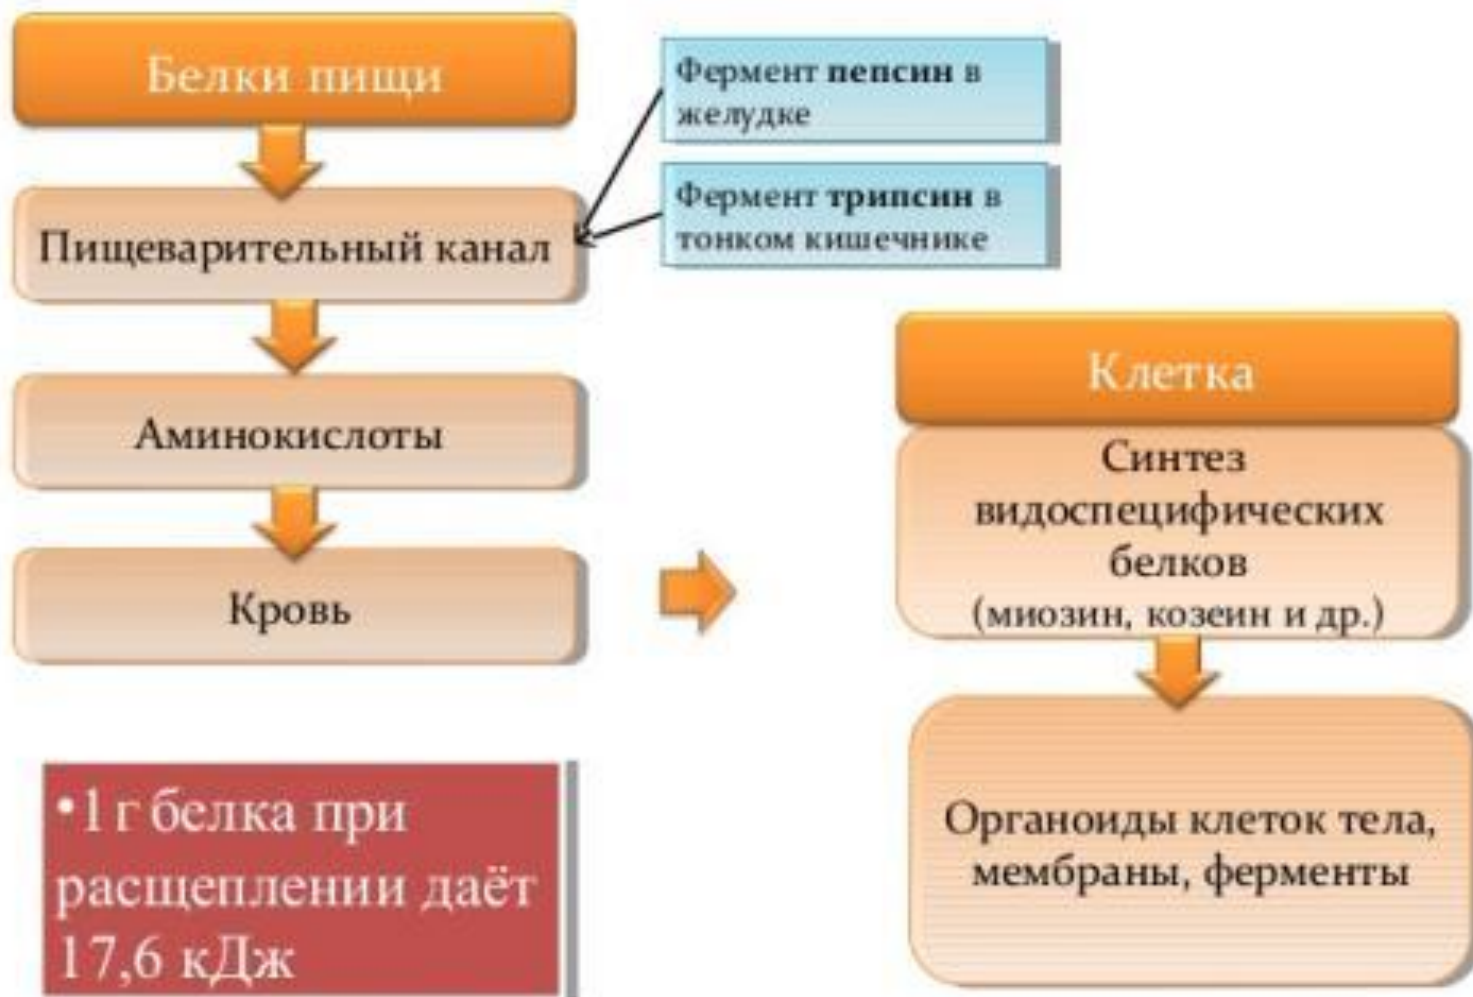 Белки пищи
Фермент пепсин в
желудке
Фермент трипсин в
тонком кишечнике
Пищеварительный канал
Аминокислоты
Кровь
Клетка
Синтез
видоспецифических
белков
(миозин, козеин и др.)
Органоиды клеток тела,
мембраны, ферменты
•1 г белка при
расщеплении даёт
17,6 кДж